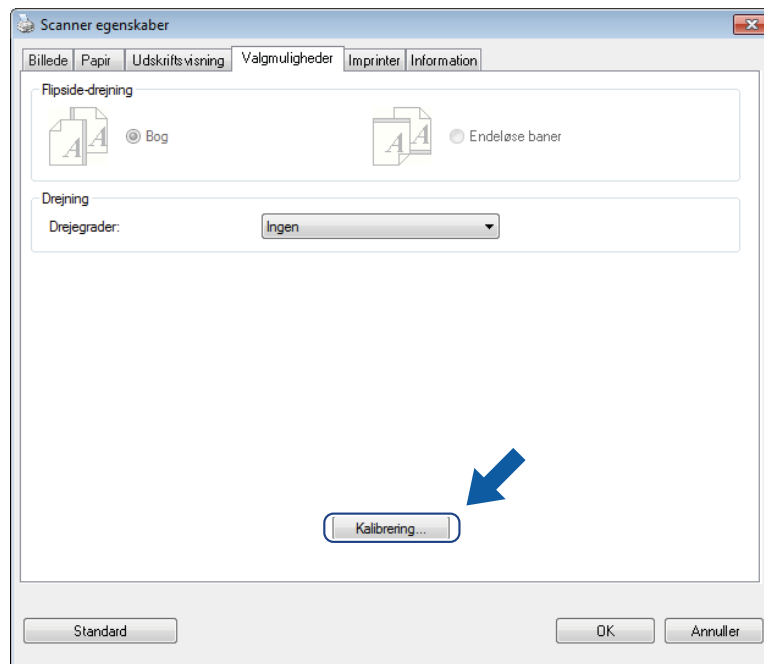 Scanner egenskaber
Billede Papir Udskriftsvisning Valgmuligheder Imprinter Information
Flipside-drejning
A A Bog A A Endeløse baner
Drejning
Drejegrader: Ingen
Kalibrering...
Standard OK Annuller